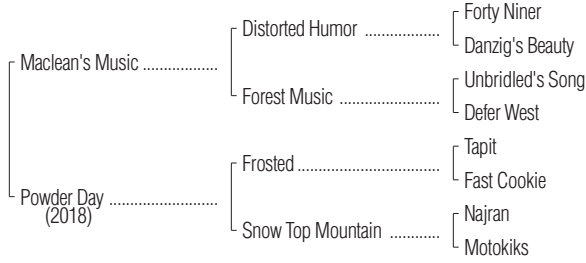 Forty Niner
Distorted Humor ..................
Danzig's Beauty
Maclean's Music ..................
Unbridled's Song
Forest Music ........................
Defer West
Tapit
Frosted .................................
Fast Cookie
Powder Day ..........................
(2018)
Najran
Snow Top Mountain ............
Motokiks